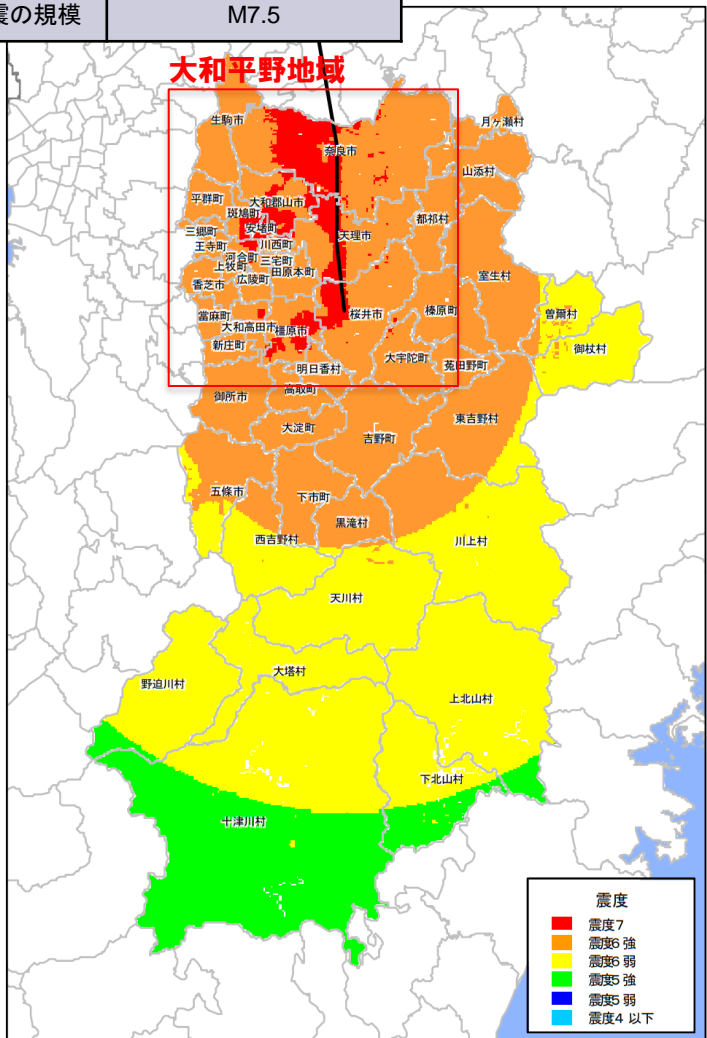 震の規模 M7.5
大和平野地域
生駒市
月ヶ瀬村
奈良市
山添村
平群町
大和郡山市
斑鳩町
都祁村
安堵町
三郷町
天理市
王寺町
川西町
河合町
三宅町
上牧町
田原本町
室生村
香芝市
広陵町
榛原町
當麻町
桜井市
曽爾村
大和高田市
橿原市
新庄町
御杖村
大宇陀町
明日香村
菟田野町
高取町
御所市
東吉野村
大淀町
吉野町
五條市
下市町
黒滝村
西吉野村
川上村
天川村
大塔村
野迫川村
上北山村
下北山村
十津川村
震度
震度7
震度6 強
震度6 弱
震度5 強
震度5 弱
震度4 以下